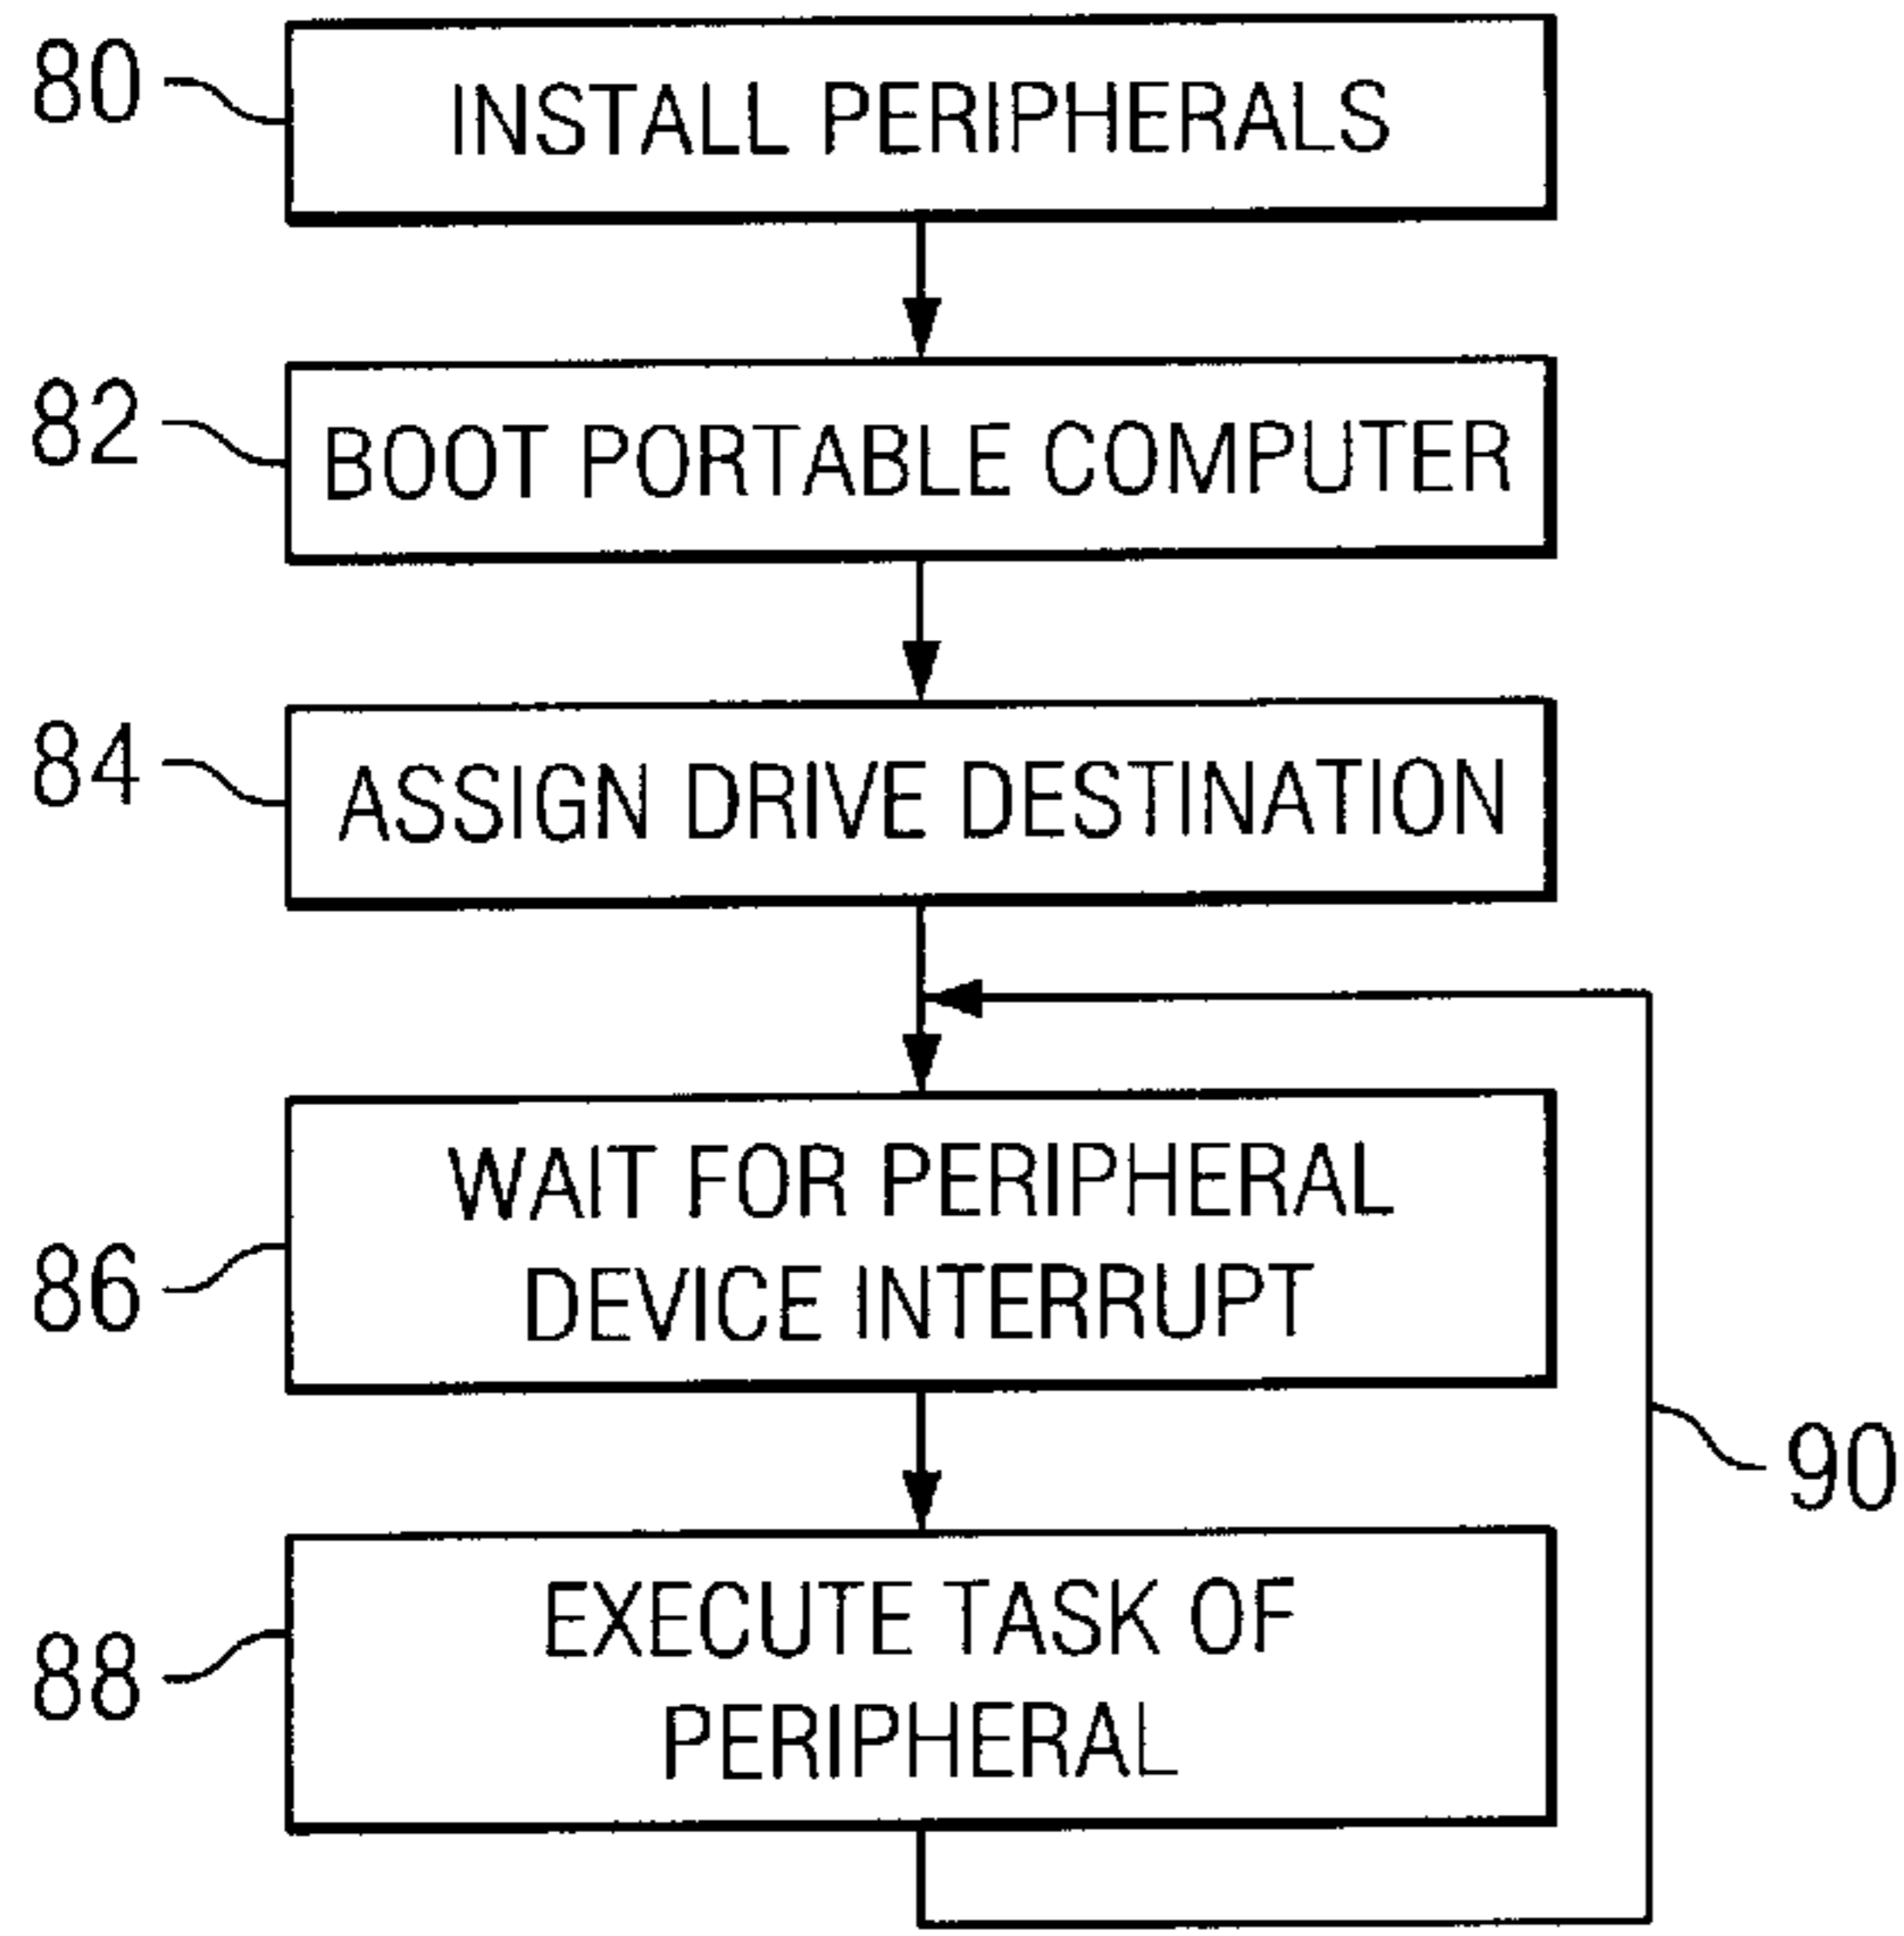 80
INSTALL PERIPHERALS
82
BOOT PORTABLE COMPUTER
84
ASSIGN DRIVE DESTINATION
86
WAIT FOR PERIPHERAL
DEVICE INTERRUPT
90
88
EXECUTE TASK OF
PERIPHERAL